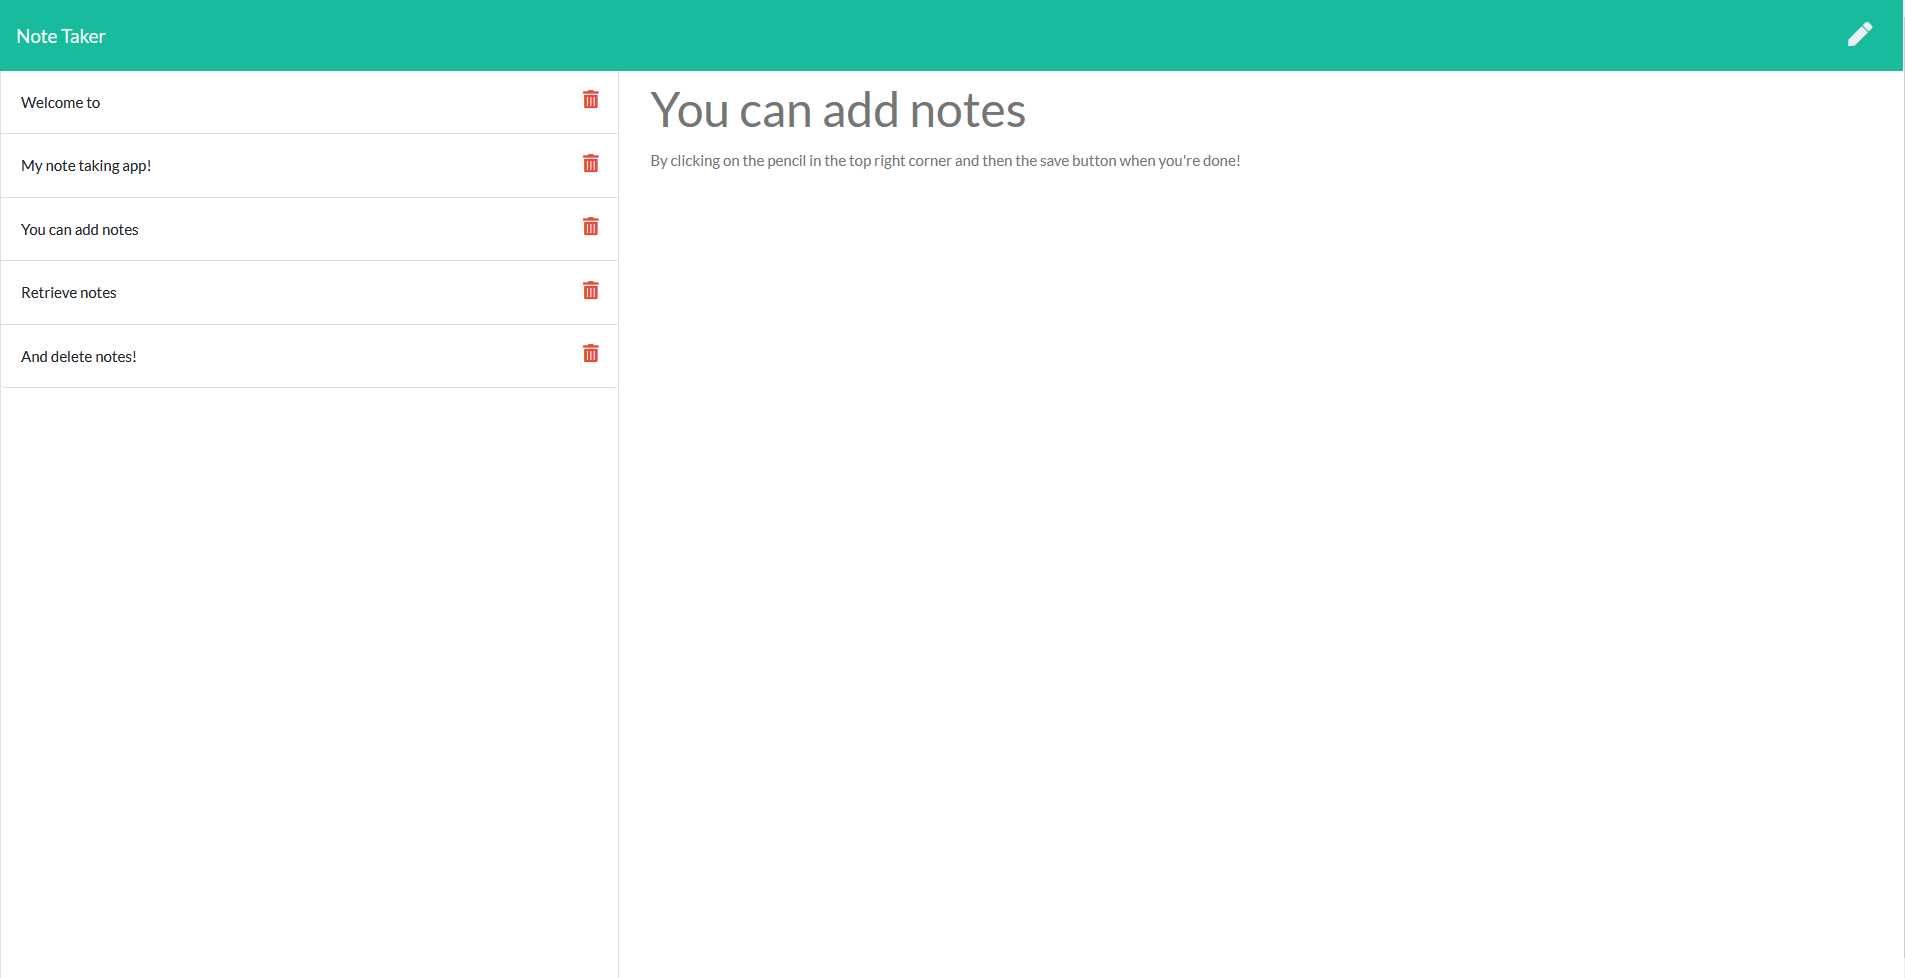 Note Taker
Welcome to
My note taking app!
You can add notes
Retrieve notes
And delete notes!
You can add notes
By clicking on the pencil in the top right corner and then the save button when you're done!